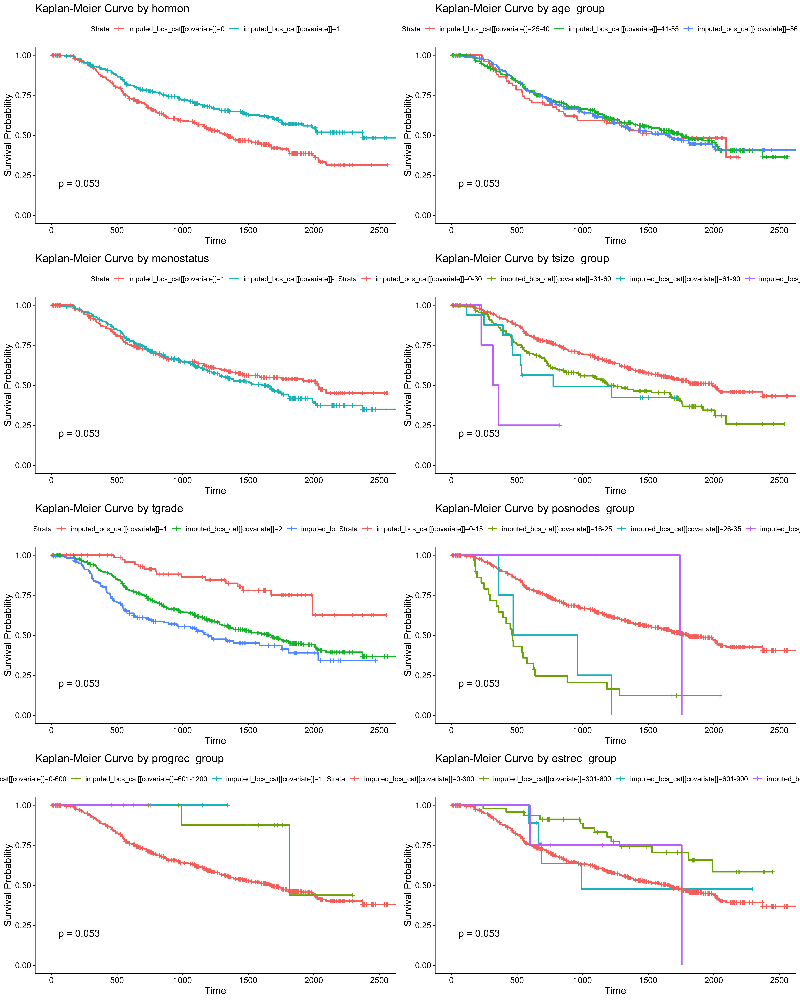 Kaplan-Meier Curve by hormon
Strata imputed_bcs_cat[[covariate]]=0 imputed_bcs_cat[[covariate]]=1
1.00
0.75
0.50
0.25
0.00
Survival Probability
p = 0.053
0 500 1000 1500 2000 2500
Time
Kaplan-Meier Curve by age_group
Strata imputed_bcs_cat[[covariate]]=25-40 imputed_bcs_cat[[covariate]]=41-55 imputed_bcs_cat[[covariate]]=56
1.00
0.75
0.50
0.25
0.00
Survival Probability
p = 0.053
0 500 1000 1500 2000 2500
Time
Kaplan-Meier Curve by menostatus
Strata imputed_bcs_cat[[covariate]]=1 imputed_bcs_cat[[covariate]]=
1.00
0.75
0.50
0.25
0.00
Survival Probability
p = 0.053
0 500 1000 1500 2000 2500
Time
Kaplan-Meier Curve by tsize_group
Strata imputed_bcs_cat[[covariate]]=0-30 imputed_bcs_cat[[covariate]]=31-60 imputed_bcs_cat[[covariate]]=61-90 imputed_bcs_
1.00
0.75
0.50
0.25
0.00
Survival Probability
p = 0.053
0 500 1000 1500 2000 2500
Time
Kaplan-Meier Curve by tgrade
Strata imputed_bcs_cat[[covariate]]=1 imputed_bcs_cat[[covariate]]=2 imputed_bc
1.00
0.75
0.50
0.25
0.00
Survival Probability
p = 0.053
0 500 1000 1500 2000 2500
Time
Kaplan-Meier Curve by posnodes_group
Strata imputed_bcs_cat[[covariate]]=0-15 imputed_bcs_cat[[covariate]]=16-25 imputed_bcs_cat[[covariate]]=26-35 imputed_bcs_
1.00
0.75
0.50
0.25
0.00
Survival Probability
p = 0.053
0 500 1000 1500 2000 2500
Time
Kaplan-Meier Curve by progrec_group
cat[[covariate]]=0-600 imputed_bcs_cat[[covariate]]=601-1200 imputed_bcs_cat[[covariate]]=1
1.00
0.75
0.50
0.25
0.00
Survival Probability
p = 0.053
0 500 1000 1500 2000 2500
Time
Kaplan-Meier Curve by estrec_group
Strata imputed_bcs_cat[[covariate]]=0-300 imputed_bcs_cat[[covariate]]=301-600 imputed_bcs_cat[[covariate]]=601-900 imputed_b
1.00
0.75
0.50
0.25
0.00
Survival Probability
p = 0.053
0 500 1000 1500 2000 2500
Time